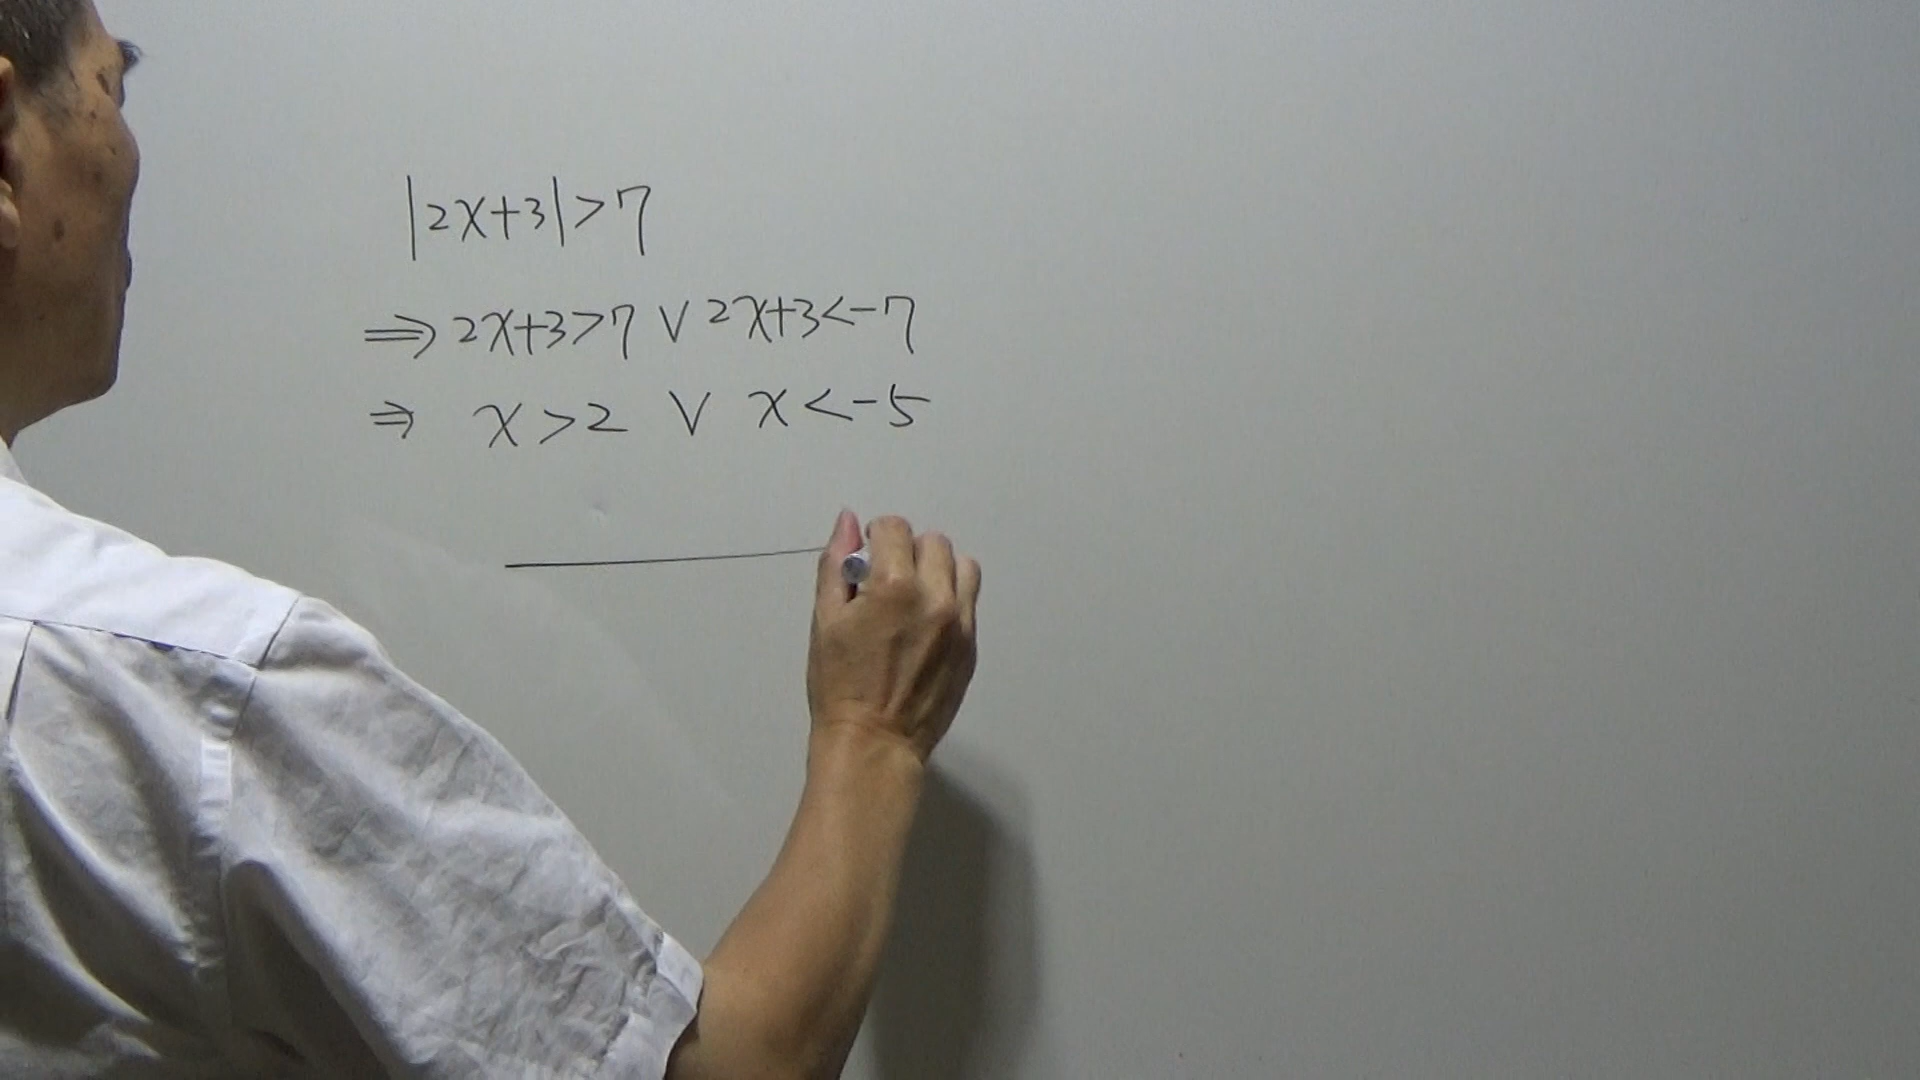 |2x+3|>7
⇒ 2x+3>7 ∨ 2x+3<-7
⇒ x>2 ∨ x<-5